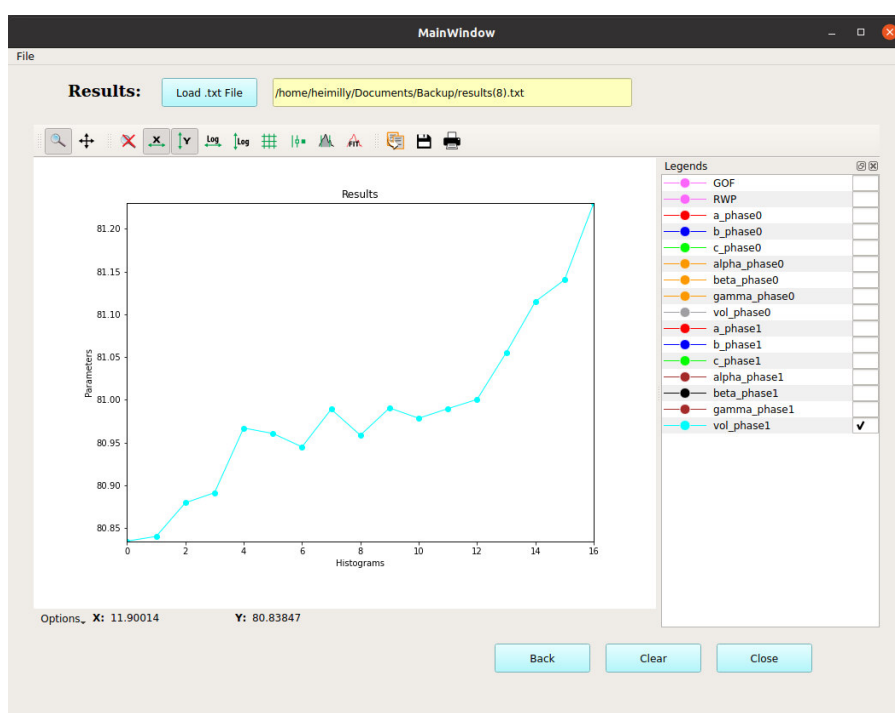 MainWindow
File
Results:
Load .txt File
/home/heimilly/Documents/Backup/results(8).txt
X
Y
Log
Log
FIT
Results
81.20
81.15
81.10
81.05
81.00
80.95
80.90
80.85
Parameters
0 2 4 6 8 10 12 14 16
Histograms
Legends
GOF
RWP
a_phase0
b_phase0
c_phase0
alpha_phase0
beta_phase0
gamma_phase0
vol_phase0
a_phase1
b_phase1
c_phase1
alpha_phase1
beta_phase1
gamma_phase1
vol_phase1
Options X: 11.90014 Y: 80.83847
Back
Clear
Close